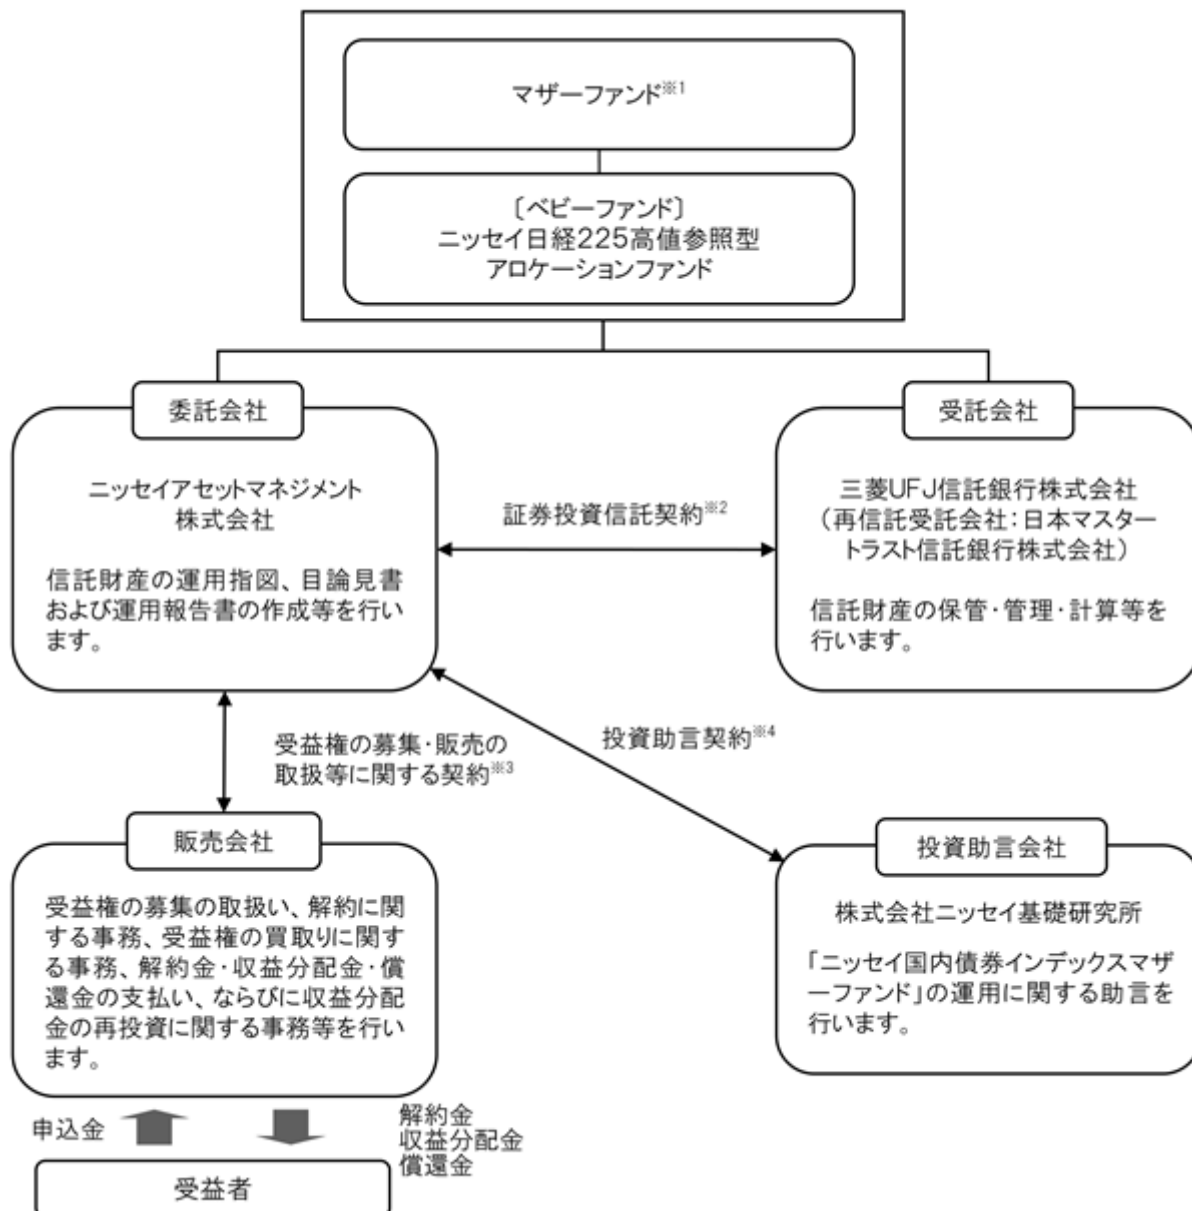 マザーファンド※1
〔ベビーファンド〕
ニッセイ日経225高値参照型
アロケーションファンド
委託会社
ニッセイアセットマネジメント
株式会社
信託財産の運用指図、目論見書
および運用報告書の作成等を行い
ます。
証券投資信託契約※2
受託会社
三菱UFJ信託銀行株式会社
（再信託受託会社：日本マスター
トラスト信託銀行株式会社）
信託財産の保管・管理・計算等を
行います。
受益権の募集・販売の
取扱等に関する契約※3
投資助言契約※4
販売会社
受益権の募集の取扱い、解約に関
する事務、受益権の買取りに関す
る事務、解約金・収益分配金・償
還金の支払い、ならびに収益分配
金の再投資に関する事務等を行い
ます。
投資助言会社
株式会社ニッセイ基礎研究所
「ニッセイ国内債券インデックスマザ
ーファンド」の運用に関する助言を
行います。
申込金
解約金
収益分配金
償還金
受益者